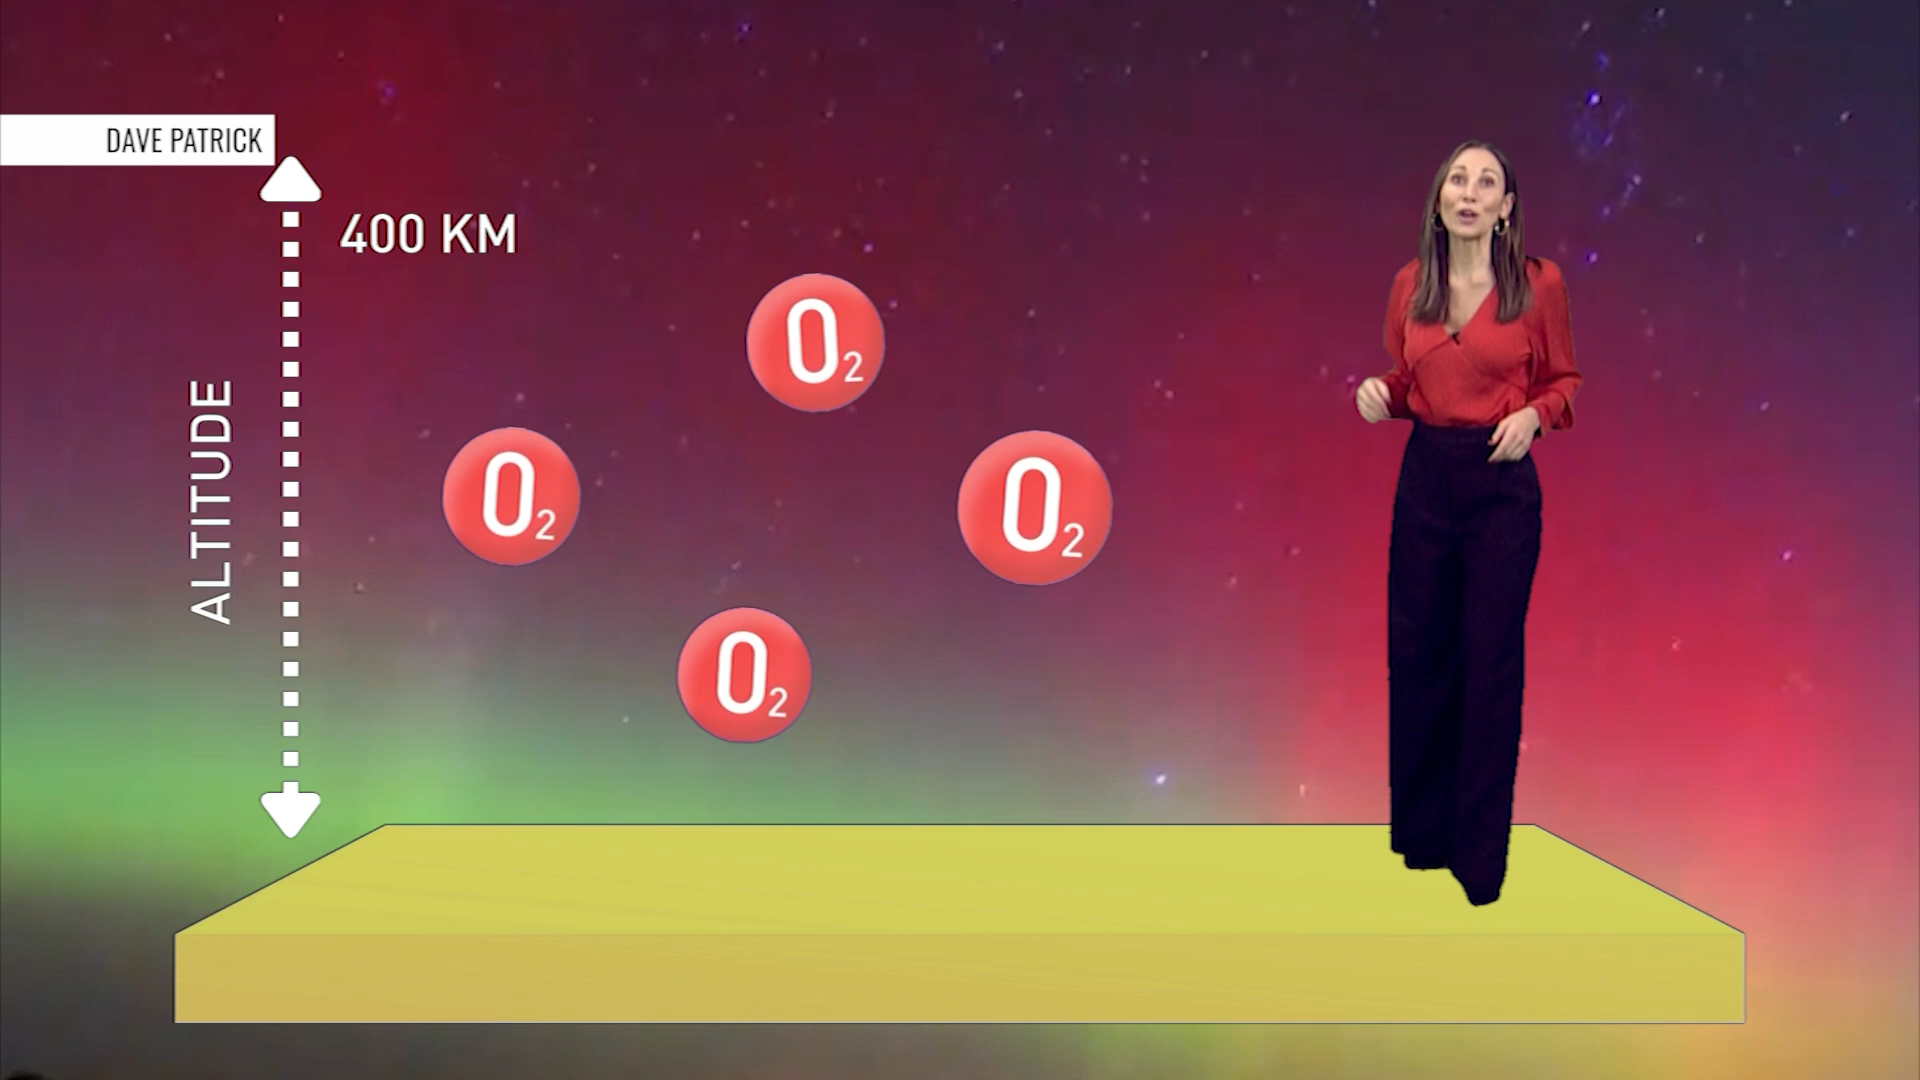 DAVE PATRICK
400 KM
ALTITUDE
O2
O2
O2
O2